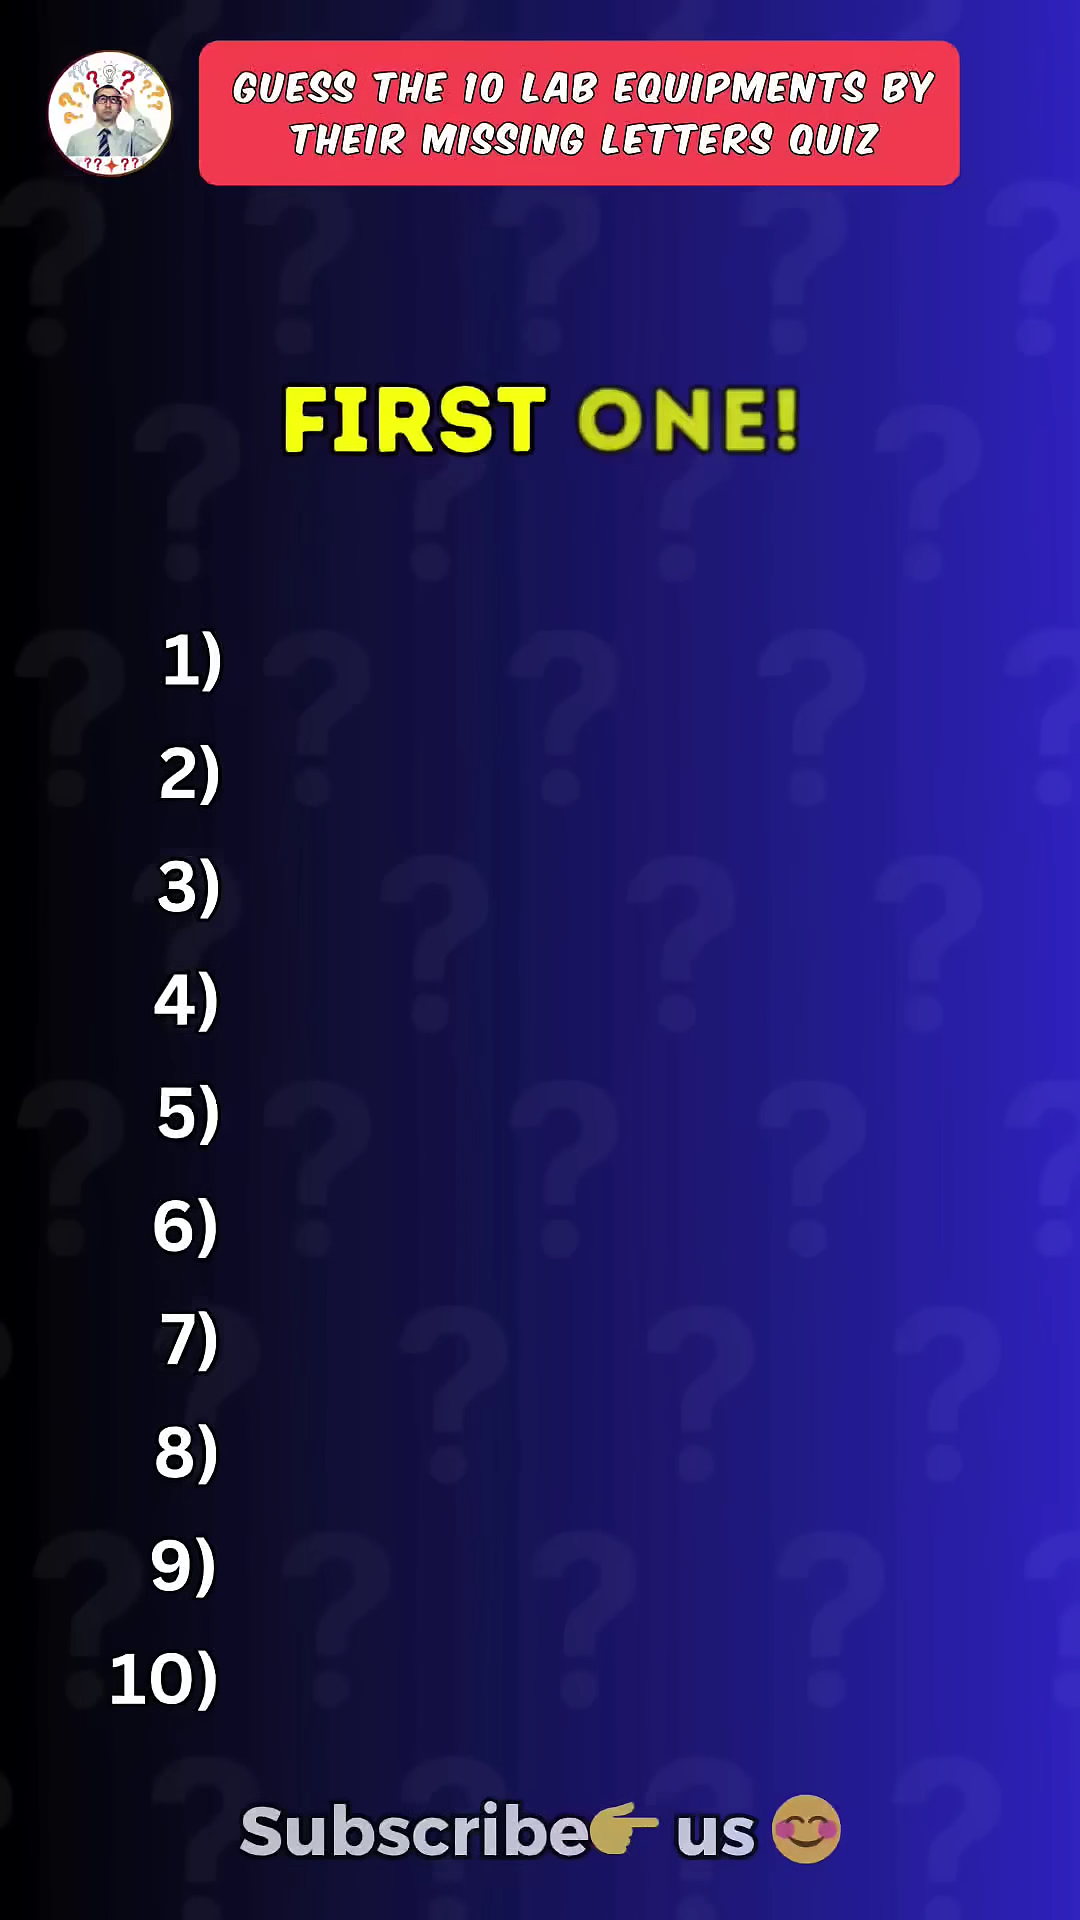 GUESS THE 10 LAB EQUIPMENTS BY
THEIR MISSING LETTERS QUIZ
FIRST ONE!
1)
2)
3)
4)
5)
6)
7)
8)
9)
10)
Subscribe👉 us 😊